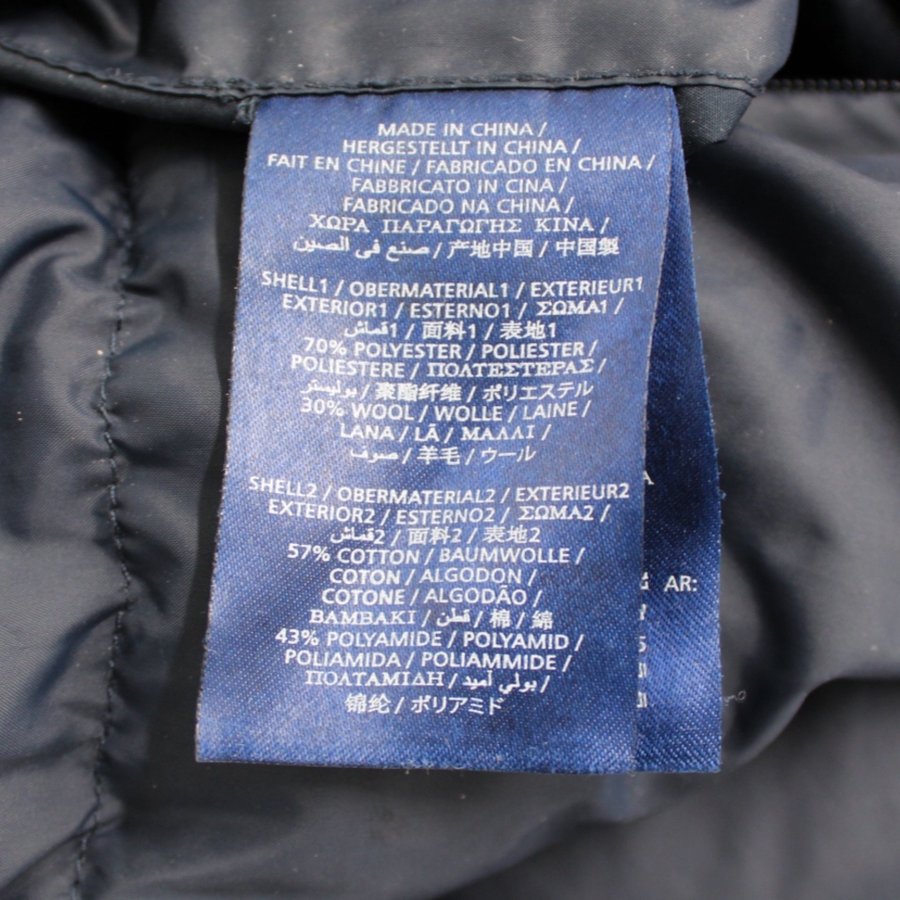 MADE IN CHINA /
HERGESTELLT IN CHINA /
FAIT EN CHINE / FABRICADO EN CHINA /
FABBRICATO IN CINA /
FABRICADO NA CHINA /
ΧΩΡΑ ΠΑΡΑΓΩΓΗΣ ΚΙΝΑ /
صنع في الصين / 产地中国 / 中国製
SHELL1 / OBERMATERIAL1 / EXTERIEUR1
EXTERIOR1 / ESTERNO1 / ΣΩΜΑ1 /
قماش1 / 面料1 / 表地1
70% POLYESTER / POLIESTER /
POLIESTERE / ΠΟΛΤΕΣΤΕΡΑΣ /
بوليستر / 聚酯纤维 / ポリエステル
30% WOOL / WOLLE / LAINE /
LANA / LÃ / ΜΑΛΛΙ /
صوف / 羊毛 / ウール
SHELL2 / OBERMATERIAL2 / EXTERIEUR2
EXTERIOR2 / ESTERNO2 / ΣΩΜΑ2 /
قماش2 / 面料2 / 表地2
57% COTTON / BAUMWOLLE /
COTON / ALGODON /
COTONE / ALGODÃO /
ΒΑΜΒΑΚΙ / قطن / 棉 / 綿
43% POLYAMIDE / POLYAMID /
POLIAMIDA / POLIAMMIDE /
ΠΟΛΤΑΜΙΔΗ / بولي أميد /
锦纶 / ポリアミド
A
AR: